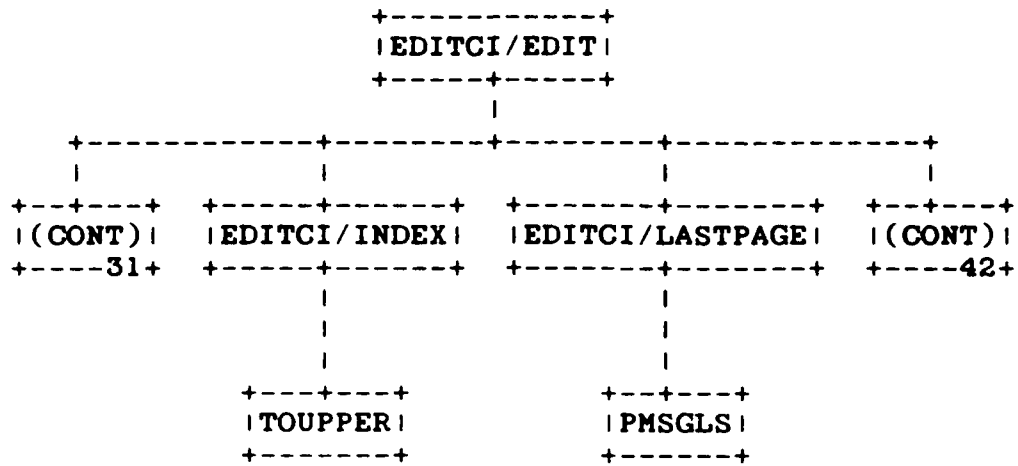 EDITCI/EDIT
(CONT) EDITCI/INDEX EDITCI/LASTPAGE (CONT)
31 42
TOUPPER PMSGLS